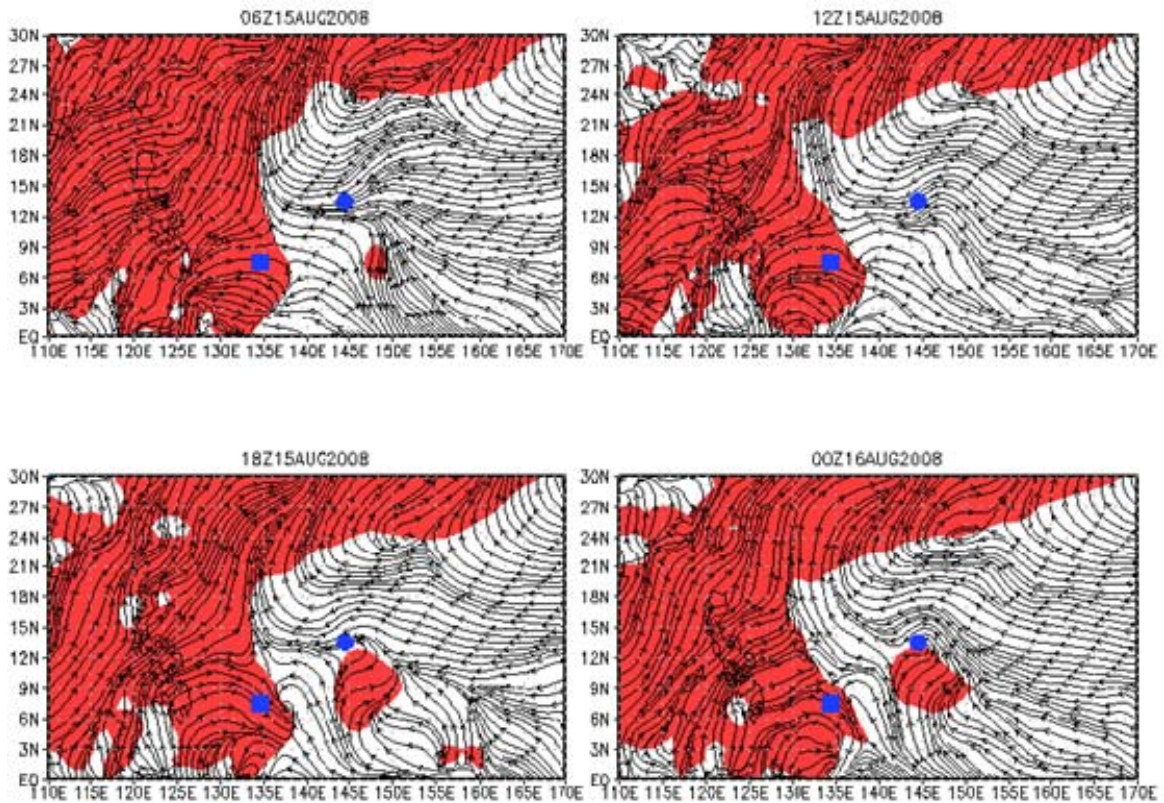 06Z15AUG2008
12Z15AUG2008
30N
27N
24N
21N
18N
15N
12N
9N
6N
3N
EQ
110E 115E 120E 125E 130E 135E 140E 145E 150E 155E 160E 165E 170E
30N
27N
24N
21N
18N
15N
12N
9N
6N
3N
EQ
110E 115E 120E 125E 130E 135E 140E 145E 150E 155E 160E 165E 170E
18Z15AUG2008
00Z16AUG2008
30N
27N
24N
21N
18N
15N
12N
9N
6N
3N
EQ
110E 115E 120E 125E 130E 135E 140E 145E 150E 155E 160E 165E 170E
30N
27N
24N
21N
18N
15N
12N
9N
6N
3N
EQ
110E 115E 120E 125E 130E 135E 140E 145E 150E 155E 160E 165E 170E